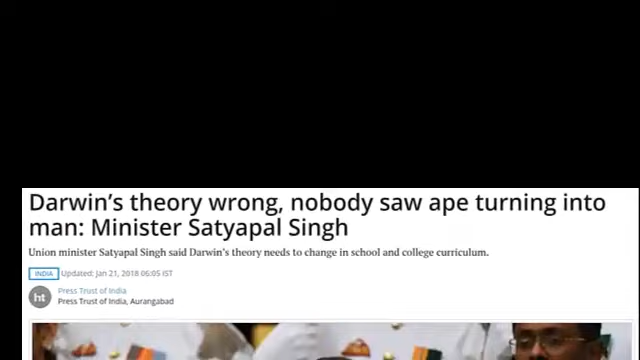 Darwin's theory wrong, nobody saw ape turning into
man: Minister Satyapal Singh
Union minister Satyapal Singh said Darwin's theory needs to change in school and college curriculum.
INDIA Updated: Jan 21, 2018 06:05 IST
ht Press Trust of India
Press Trust of India, Aurangabad